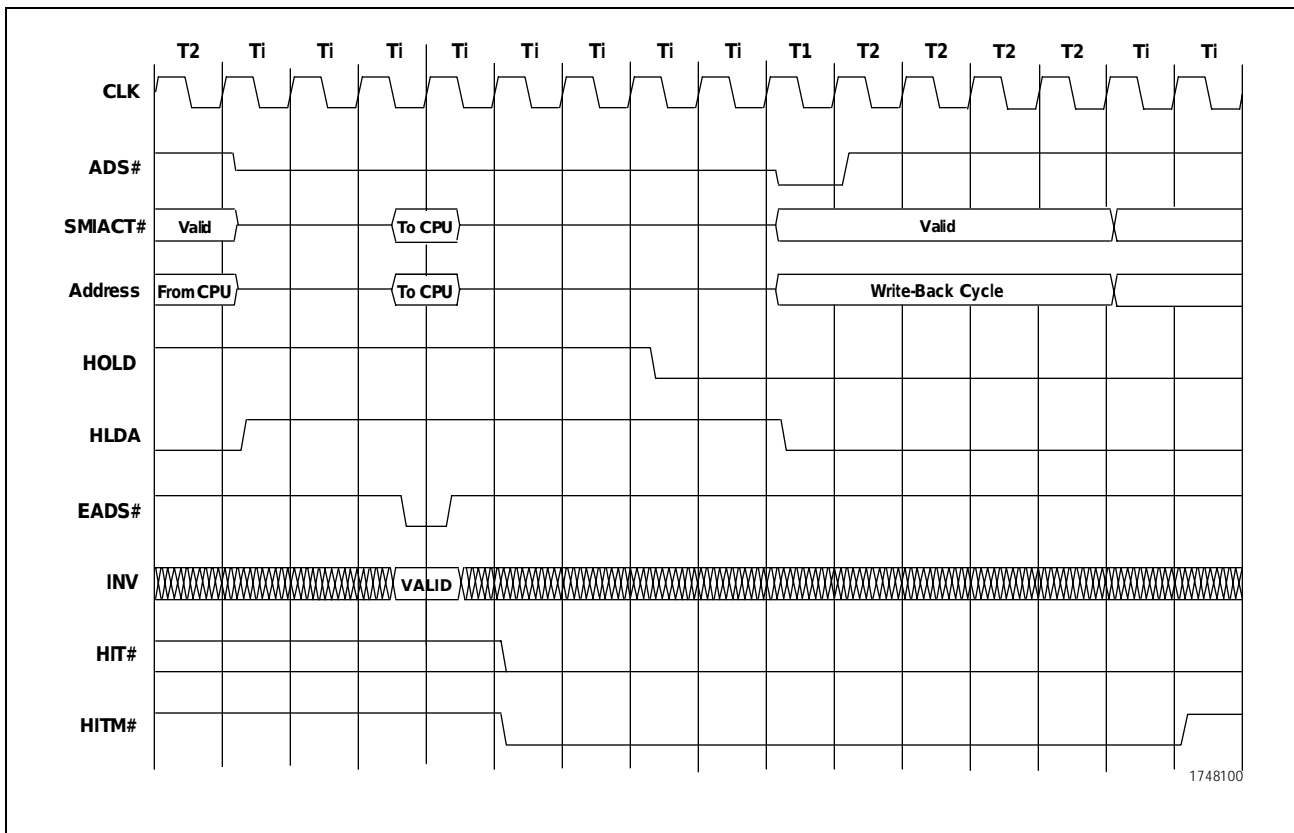 T2 Ti Ti Ti Ti Ti Ti Ti Ti T1 T2 T2 T2 T2 Ti Ti
CLK
ADS#
SMIACT# Valid To CPU Valid
Address From CPU To CPU Write-Back Cycle
HOLD
HLDA
EADS#
INV VALID
HIT#
HITM#
1748100